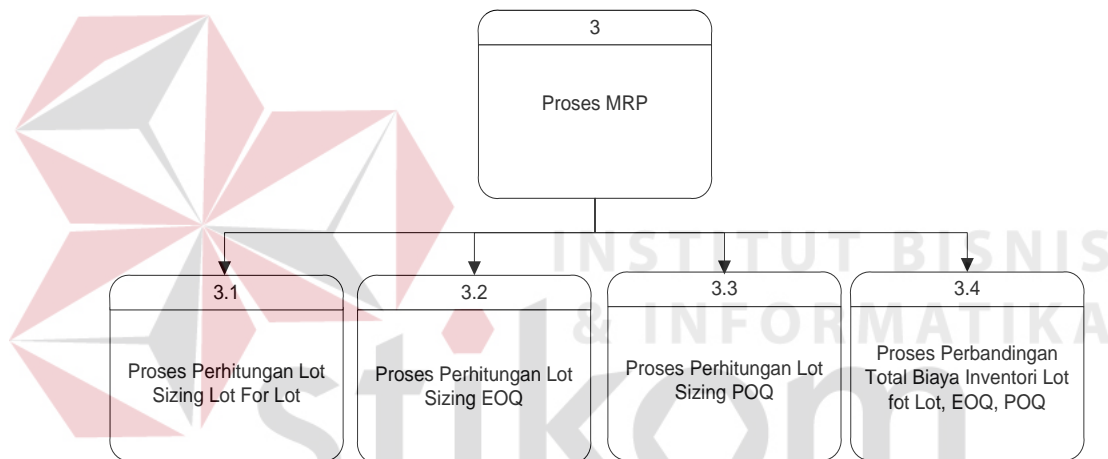 3
Proses MRP
INSTITUT BISNIS
& INFORMATIKA
stikom
3.1
Proses Perhitungan Lot
Sizing Lot For Lot
3.2
Proses Perhitungan Lot
Sizing EOQ
3.3
Proses Perhitungan Lot
Sizing POQ
3.4
Proses Perbandingan
Total Biaya Inventori Lot
fot Lot, EOQ, POQ